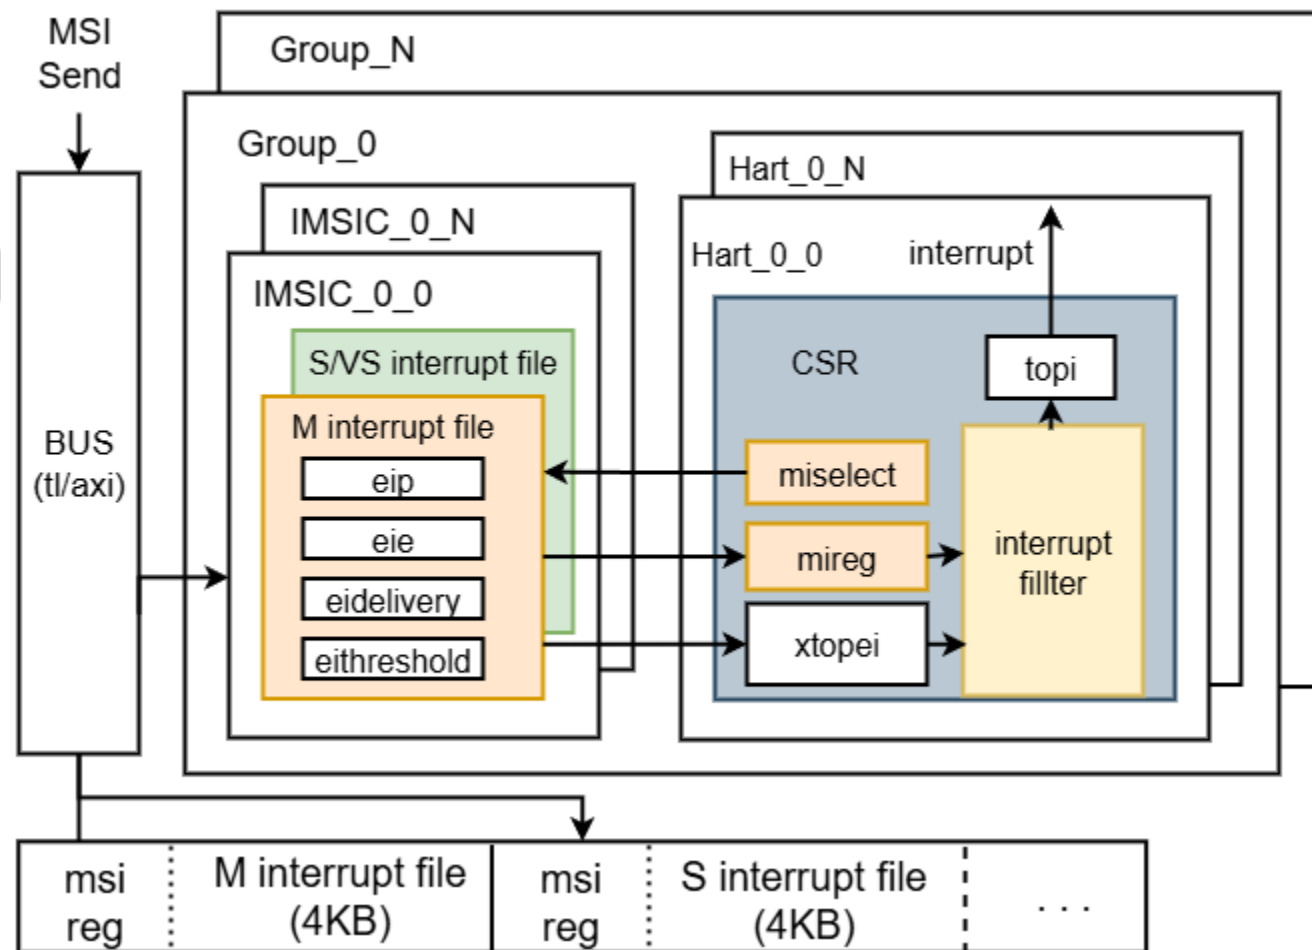 MSI
Send
Group_N
Group_0
Hart_0_N
IMSIC_0_N
Hart_0_0
interrupt
IMSIC_0_0
S/VS interrupt file
CSR
topi
M interrupt file
BUS
(tl/axi)
eip
miselect
eie
mireg
interrupt
fillter
eidelivery
xtopei
eithreshold
msi
reg
M interrupt file
(4KB)
msi
reg
S interrupt file
(4KB)
. . .